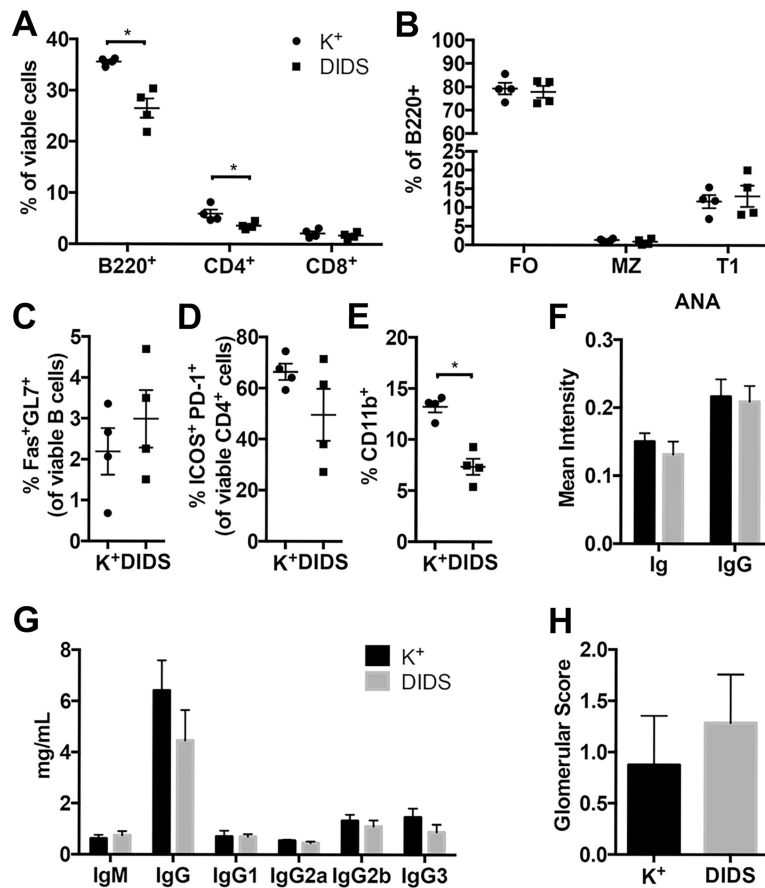 A
*
● K⁺
■ DIDS
% of viable cells
40
30
20
10
0
*
B220⁺ CD4⁺ CD8⁺
B
% of B220+
100
90
80
70
60
20
15
10
5
0
FO MZ T1
C
% Fas⁺GL7⁺
(of viable B cells)
5
4
3
2
1
0
K⁺DIDS
D
% ICOS⁺ PD-1⁺
(of viable CD4⁺ cells)
80
60
40
20
0
K⁺DIDS
E
% CD11b⁺
20
15
10
5
0
*
K⁺DIDS
F
ANA
Mean Intensity
0.3
0.2
0.1
0.0
Ig IgG
G
mg/mL
8
6
4
2
0
K⁺
DIDS
IgM IgG IgG1 IgG2a IgG2b IgG3
H
Glomerular Score
2.0
1.5
1.0
0.5
0.0
K⁺ DIDS